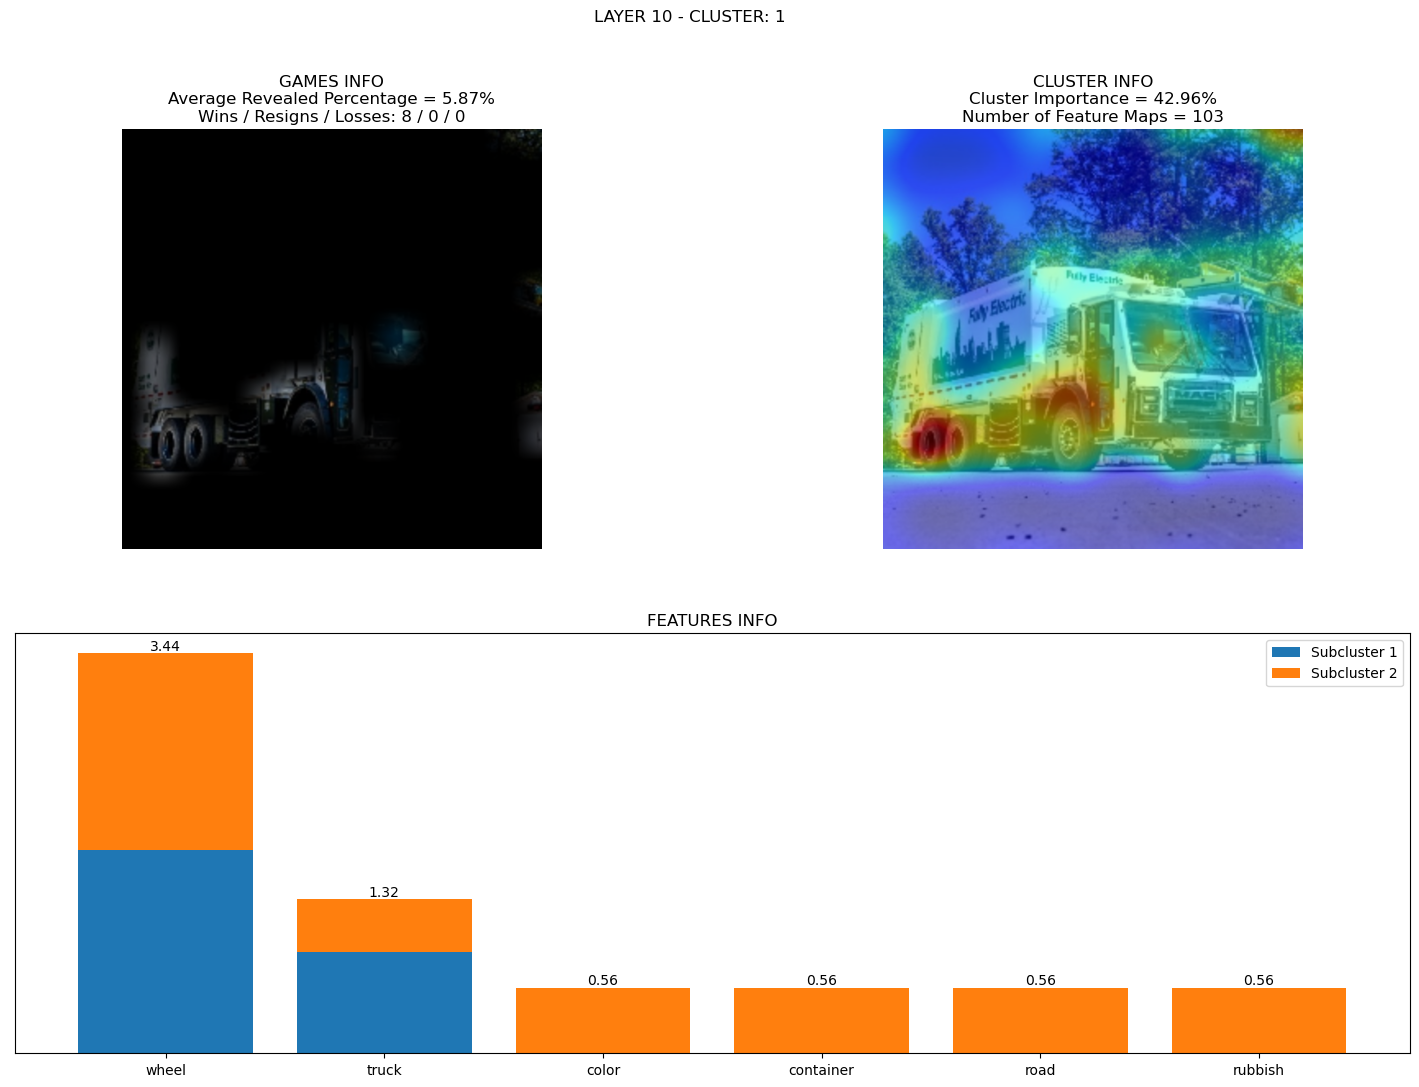 LAYER 10 - CLUSTER: 1
GAMES INFO
Average Revealed Percentage = 5.87%
Wins / Resigns / Losses: 8 / 0 / 0
CLUSTER INFO
Cluster Importance = 42.96%
Number of Feature Maps = 103
Fully Electric
Fully Electric
MACK
FEATURES INFO
Subcluster 1
Subcluster 2
3.44
1.32
0.56
0.56
0.56
0.56
wheel
truck
color
container
road
rubbish